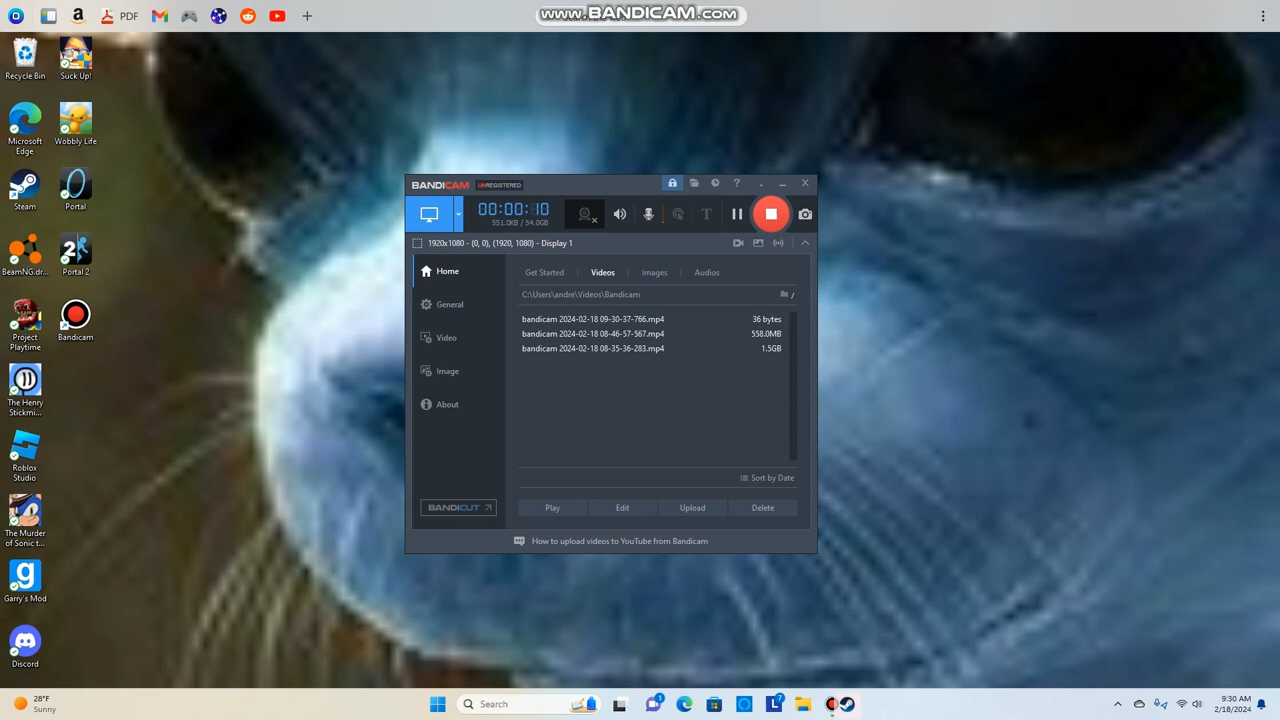 PDF
WWW.BANDICAM.COM
Recycle Bin
Suck Up!
Microsoft
Edge
Wobbly Life
Steam
Portal
BeamNG.dr...
Portal 2
Project
Playtime
Bandicam
The Henry
Stickmi...
Roblox
Studio
The Murder
of Sonic t...
Garry's Mod
Discord
BANDICAM UNREGISTERED
00:00:10
551.0KB / 54.0GB
1920x1080 - (0, 0), (1920, 1080) - Display 1
Home
General
Video
Image
About
BANDICUT
Get Started Videos Images Audios
C:\Users\andre\Videos\Bandicam
bandicam 2024-02-18 09-30-37-766.mp4 36 bytes
bandicam 2024-02-18 08-46-57-567.mp4 558.0MB
bandicam 2024-02-18 08-35-36-283.mp4 1.5GB
Sort by Date
Play Edit Upload Delete
How to upload videos to YouTube from Bandicam
28°F
Sunny
Search
1
L 7
9:30 AM
2/18/2024